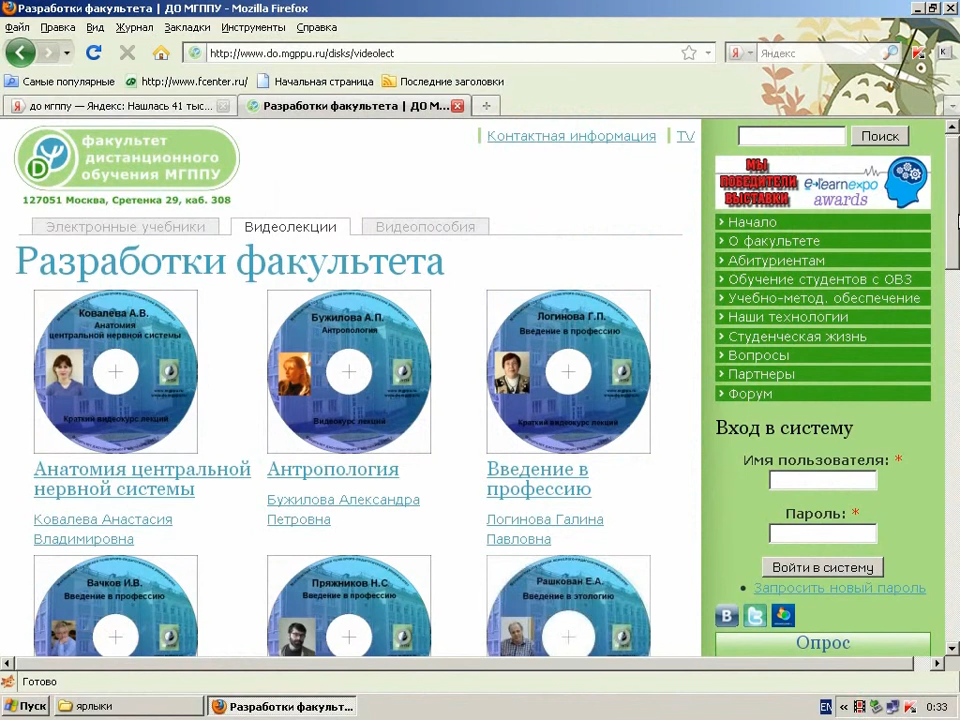 Разработки факультета | ДО МГППУ - Mozilla Firefox
Файл Правка Вид Журнал Закладки Инструменты Справка
http://www.do.mgppu.ru/disks/videolect
Яндекс
Самые популярные http://www.fcenter.ru/ Начальная страница Последние заголовки
до мгппу — Яндекс: Нашлась 41 тыс...
Разработки факультета | ДО М...
факультет
дистанционного
обучения МГППУ
127051 Москва, Сретенка 29, каб. 308
Контактная информация
TV
Поиск
МЫ
ПОБЕДИТЕЛИ
ВЫСТАВКИ
e-learnexpo
awards
Электронные учебники
Видеолекции
Видеопособия
Разработки факультета
Ковалева А.В.
Анатомия
центральной нервной системы
Краткий видеокурс лекций
Бужилова А.П.
Антропология
Видеокурс лекций
Логинова Г.П.
Введение в профессию
Краткий видеокурс лекций
Анатомия центральной
нервной системы
Ковалева Анастасия
Владимировна
Антропология
Бужилова Александра
Петровна
Введение в
профессию
Логинова Галина
Павловна
Вачков И.В.
Введение в профессию
Пряжников Н.С
Введение в профессию
Рашкован Е.А.
Введение в этологию
Начало
О факультете
Абитуриентам
Обучение студентов с ОВЗ
Учебно-метод. обеспечение
Наши технологии
Студенческая жизнь
Вопросы
Партнеры
Форум
Вход в систему
Имя пользователя: *
Пароль: *
Войти в систему
Запросить новый пароль
Опрос
Готово
Пуск
ярлыки
Разработки факульт...
EN
0:33